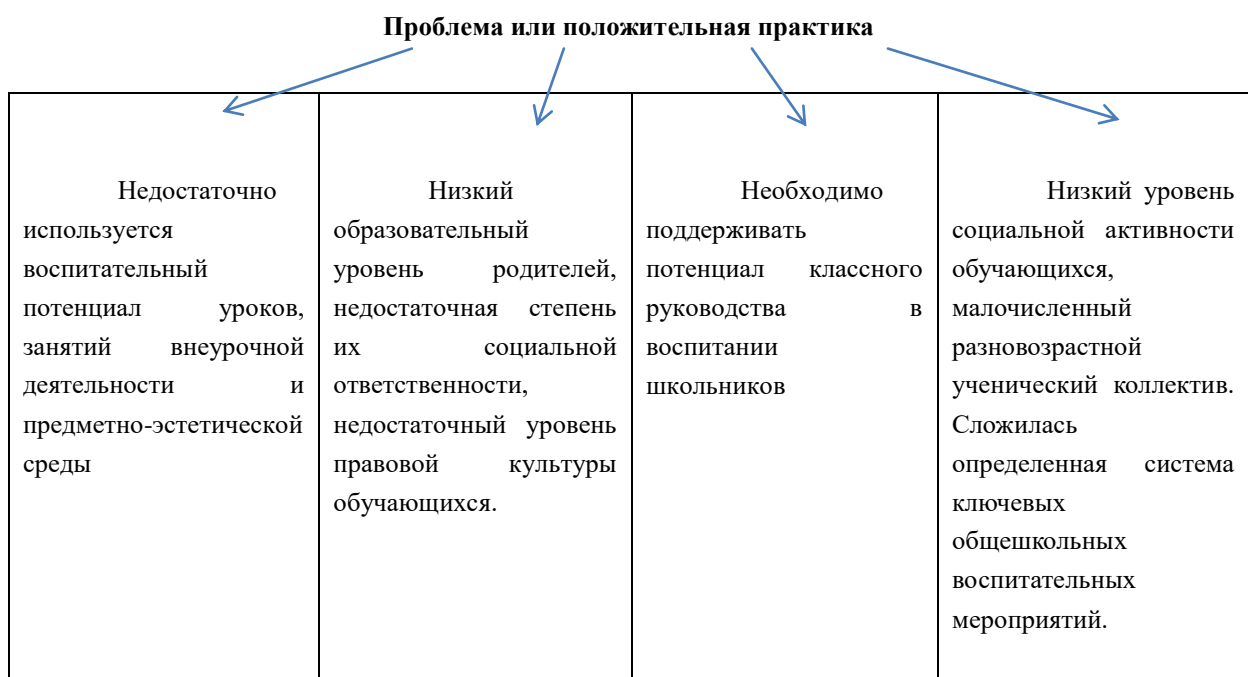 Проблема или положительная практика
Недостаточно
используется
воспитательный
потенциал уроков,
занятий внеурочной
деятельности и
предметно-эстетической
среды
Низкий
образовательный
уровень родителей,
недостаточная степень
их социальной
ответственности,
недостаточный уровень
правовой культуры
обучающихся.
Необходимо
поддерживать
потенциал классного
руководства в
воспитании
школьников
Низкий уровень
социальной активности
обучающихся,
малочисленный
разновозрастной
ученический коллектив.
Сложилась
определенная система
ключевых
общешкольных
воспитательных
мероприятий.